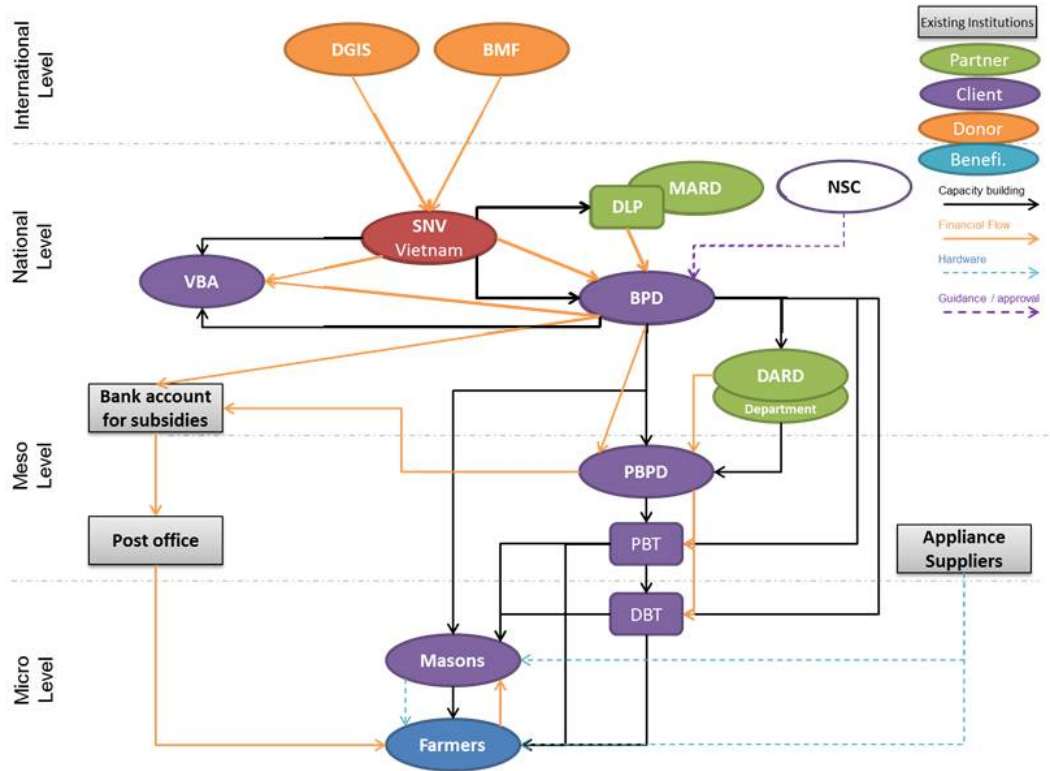 International
Level
DGIS
BMF
Existing Institutions
Partner
Client
Donor
Benefi.
Capacity building
Financial Flow
Hardware
Guidance / approval
National
Level
SNV
Vietnam
DLP
MARD
NSC
VBA
BPD
DARD
Department
Bank account
for subsidies
Meso
Level
PBPD
Post office
PBT
Appliance
Suppliers
DBT
Micro
Level
Masons
Farmers